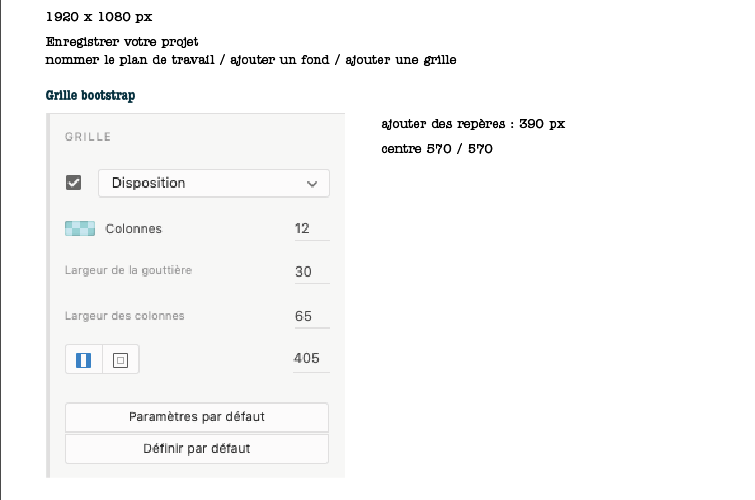 1920 x 1080 px
Enregistrer votre projet
nommer le plan de travail / ajouter un fond / ajouter une grille
Grille bootstrap
GRILLE
Disposition
Colonnes 12
Largeur de la gouttière 30
Largeur des colonnes 65
405
Paramètres par défaut
Définir par défaut
ajouter des repères : 390 px
centre 570 / 570